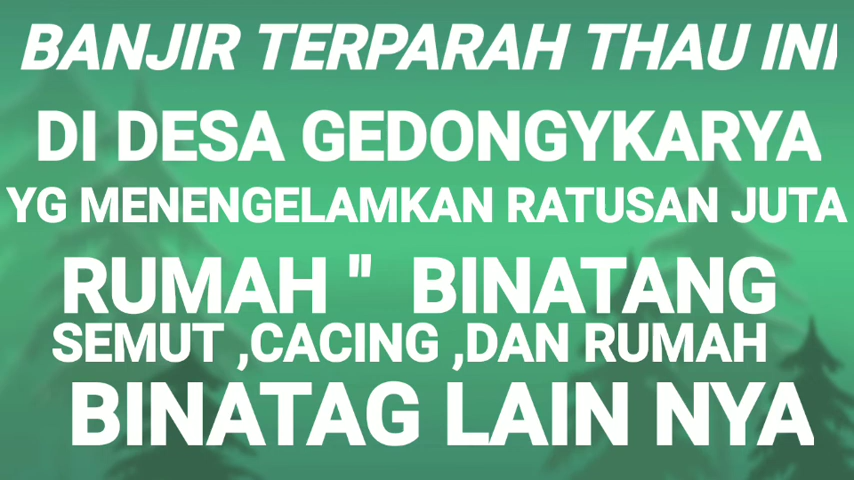 BANJIR TERPARAH THAU INI
DI DESA GEDONGYKARYA
YG MENENGELAMKAN RATUSAN JUTA
RUMAH " BINATANG
SEMUT ,CACING ,DAN RUMAH
BINATAG LAIN NYA